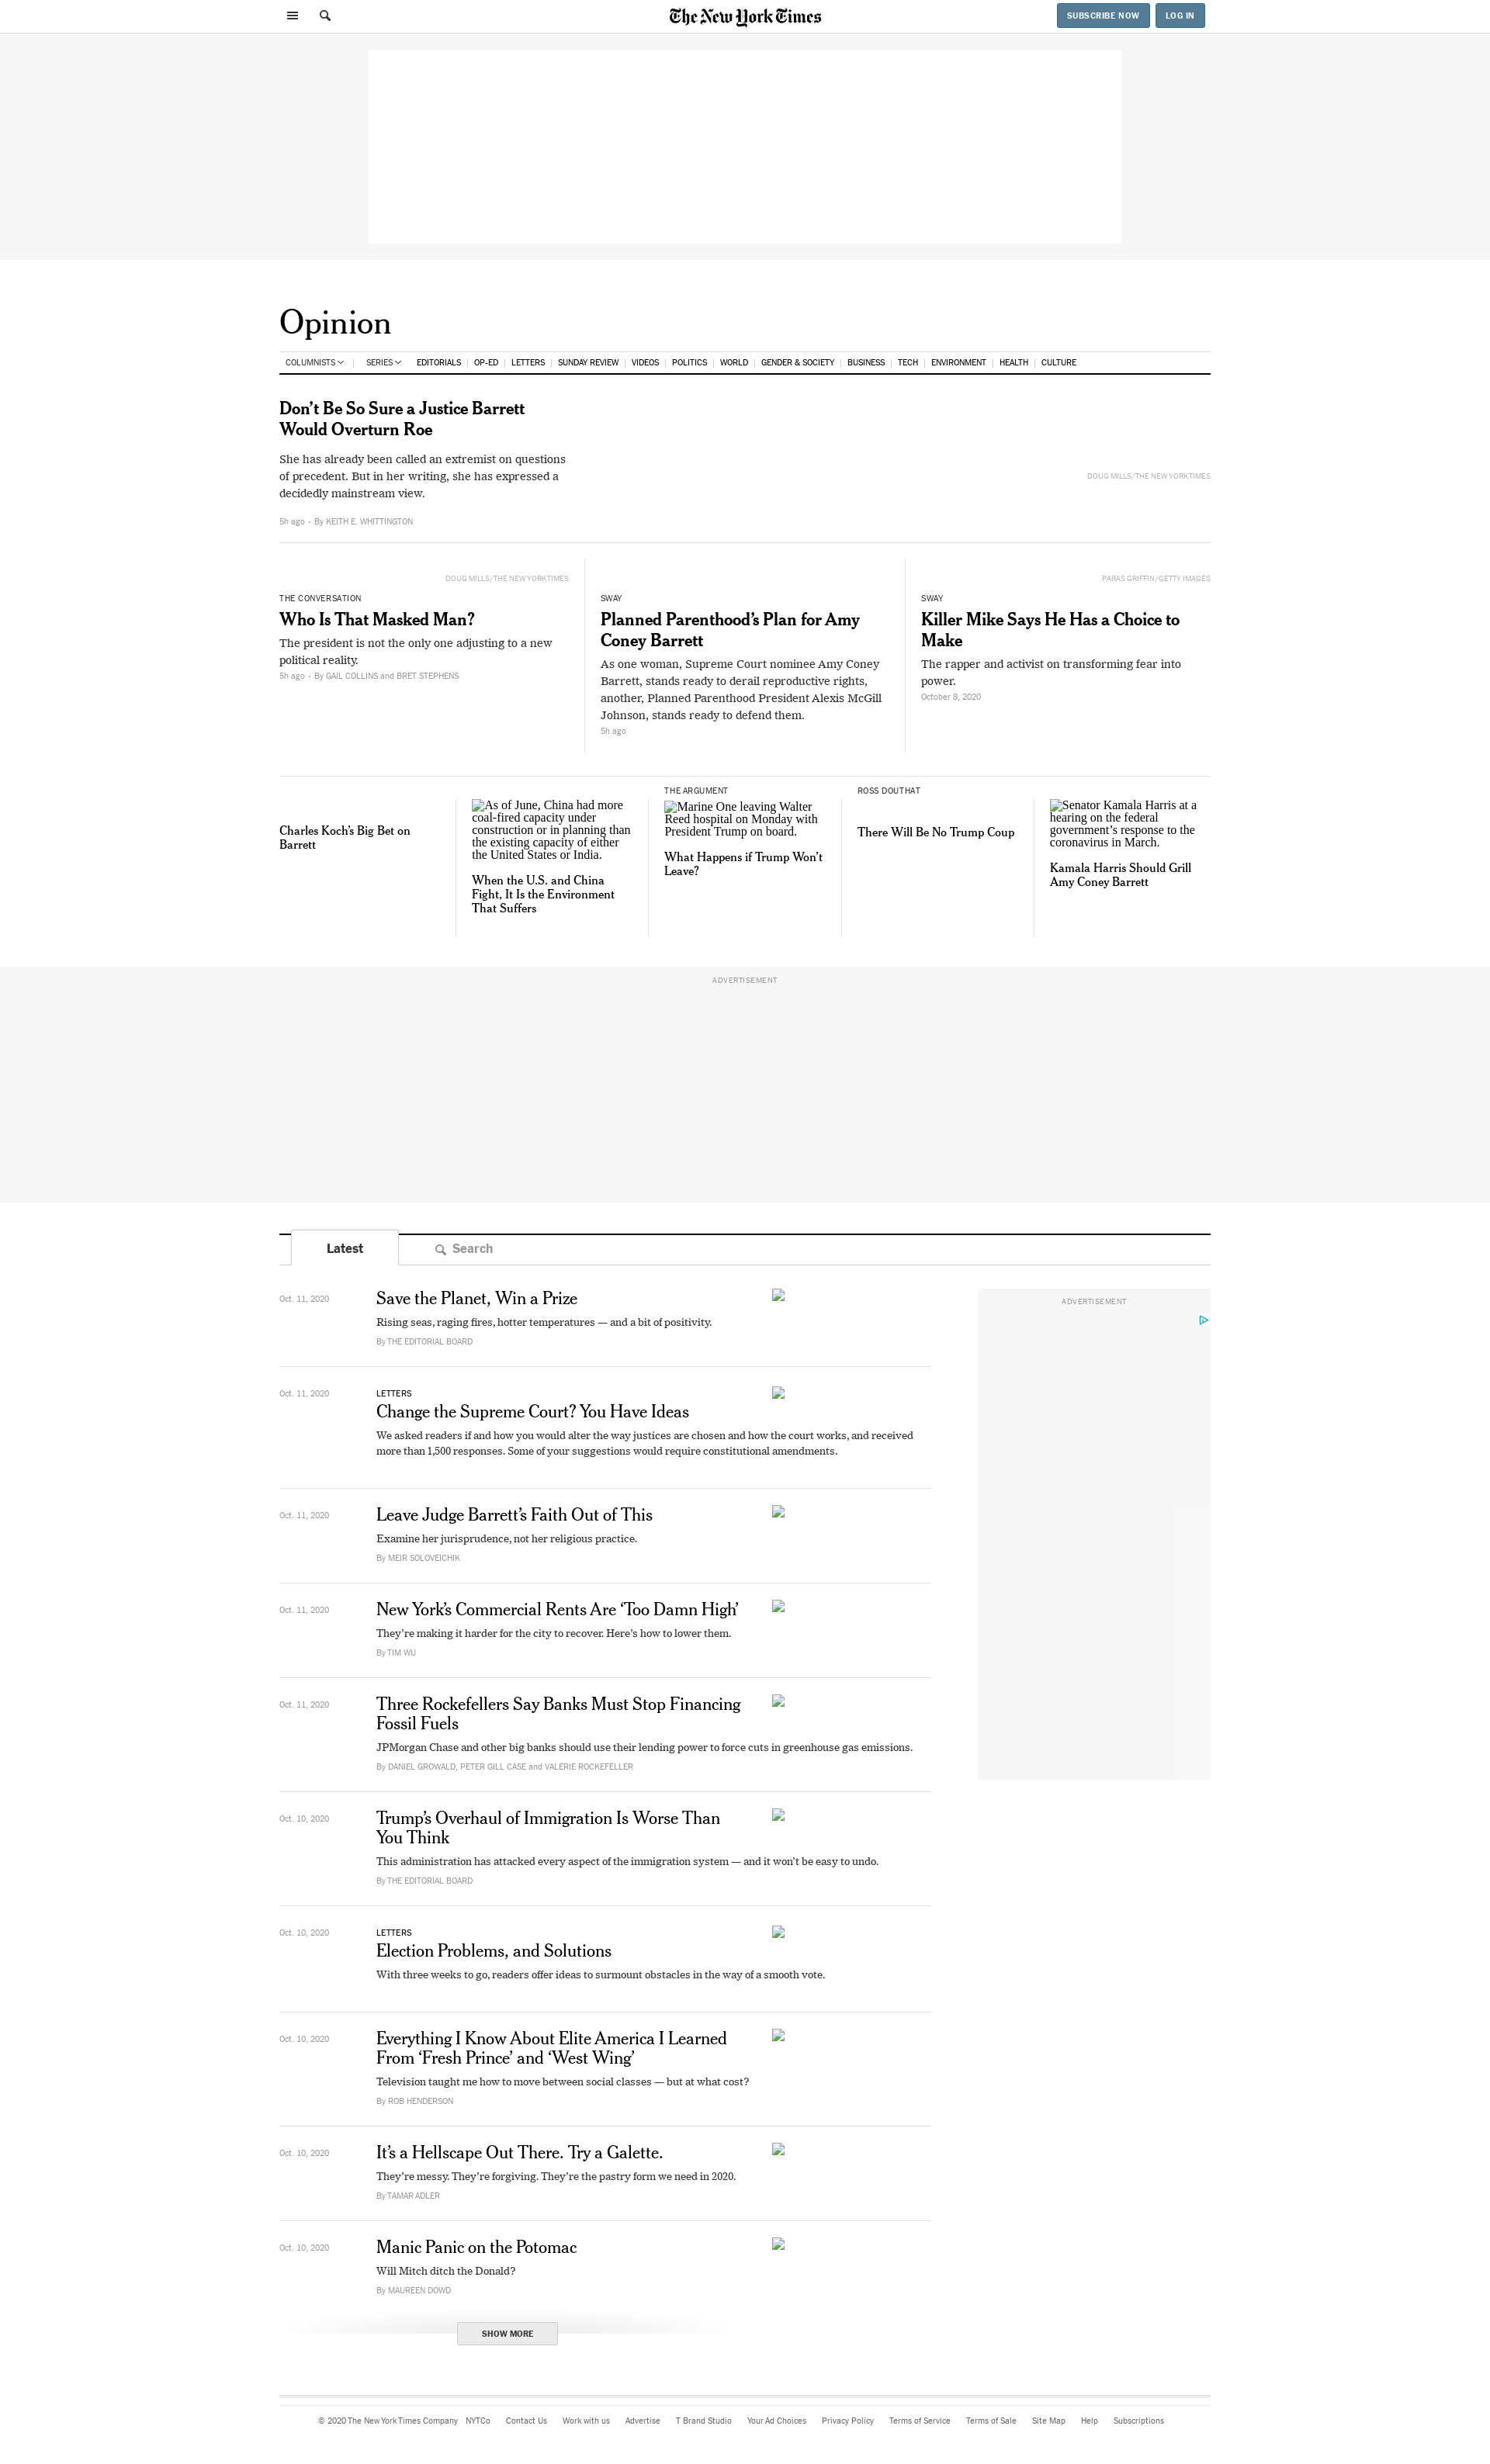 The New York Times
SUBSCRIBE NOW
LOG IN
Opinion
COLUMNISTS
SERIES
EDITORIALS
OP-ED
LETTERS
SUNDAY REVIEW
VIDEOS
POLITICS
WORLD
GENDER & SOCIETY
BUSINESS
TECH
ENVIRONMENT
HEALTH
CULTURE
Don’t Be So Sure a Justice Barrett
Would Overturn Roe
She has already been called an extremist on questions
of precedent. But in her writing, she has expressed a
decidedly mainstream view.
5h ago • By KEITH E. WHITTINGTON
DOUG MILLS/THE NEW YORK TIMES
DOUG MILLS/THE NEW YORK TIMES
THE CONVERSATION
Who Is That Masked Man?
The president is not the only one adjusting to a new
political reality.
5h ago • By GAIL COLLINS and BRET STEPHENS
SWAY
Planned Parenthood’s Plan for Amy
Coney Barrett
As one woman, Supreme Court nominee Amy Coney
Barrett, stands ready to derail reproductive rights,
another, Planned Parenthood President Alexis McGill
Johnson, stands ready to defend them.
5h ago
PARAS GRIFFIN/GETTY IMAGES
SWAY
Killer Mike Says He Has a Choice to
Make
The rapper and activist on transforming fear into
power.
October 8, 2020
Charles Koch’s Big Bet on
Barrett
As of June, China had more
coal-fired capacity under
construction or in planning than
the existing capacity of either
the United States or India.
When the U.S. and China
Fight, It Is the Environment
That Suffers
THE ARGUMENT
Marine One leaving Walter
Reed hospital on Monday with
President Trump on board.
What Happens if Trump Won’t
Leave?
ROSS DOUTHAT
There Will Be No Trump Coup
Senator Kamala Harris at a
hearing on the federal
government’s response to the
coronavirus in March.
Kamala Harris Should Grill
Amy Coney Barrett
ADVERTISEMENT
Latest
Search
Oct. 11, 2020
Save the Planet, Win a Prize
Rising seas, raging fires, hotter temperatures — and a bit of positivity.
By THE EDITORIAL BOARD
ADVERTISEMENT
Oct. 11, 2020
LETTERS
Change the Supreme Court? You Have Ideas
We asked readers if and how you would alter the way justices are chosen and how the court works, and received
more than 1,500 responses. Some of your suggestions would require constitutional amendments.
Oct. 11, 2020
Leave Judge Barrett’s Faith Out of This
Examine her jurisprudence, not her religious practice.
By MEIR SOLOVEICHIK
Oct. 11, 2020
New York’s Commercial Rents Are ‘Too Damn High’
They’re making it harder for the city to recover. Here’s how to lower them.
By TIM WU
Oct. 11, 2020
Three Rockefellers Say Banks Must Stop Financing
Fossil Fuels
JPMorgan Chase and other big banks should use their lending power to force cuts in greenhouse gas emissions.
By DANIEL GROWALD, PETER GILL CASE and VALERIE ROCKEFELLER
Oct. 10, 2020
Trump’s Overhaul of Immigration Is Worse Than
You Think
This administration has attacked every aspect of the immigration system — and it won’t be easy to undo.
By THE EDITORIAL BOARD
Oct. 10, 2020
LETTERS
Election Problems, and Solutions
With three weeks to go, readers offer ideas to surmount obstacles in the way of a smooth vote.
Oct. 10, 2020
Everything I Know About Elite America I Learned
From ‘Fresh Prince’ and ‘West Wing’
Television taught me how to move between social classes — but at what cost?
By ROB HENDERSON
Oct. 10, 2020
It’s a Hellscape Out There. Try a Galette.
They’re messy. They’re forgiving. They’re the pastry form we need in 2020.
By TAMAR ADLER
Oct. 10, 2020
Manic Panic on the Potomac
Will Mitch ditch the Donald?
By MAUREEN DOWD
SHOW MORE
© 2020 The New York Times Company
NYTCo
Contact Us
Work with us
Advertise
T Brand Studio
Your Ad Choices
Privacy Policy
Terms of Service
Terms of Sale
Site Map
Help
Subscriptions